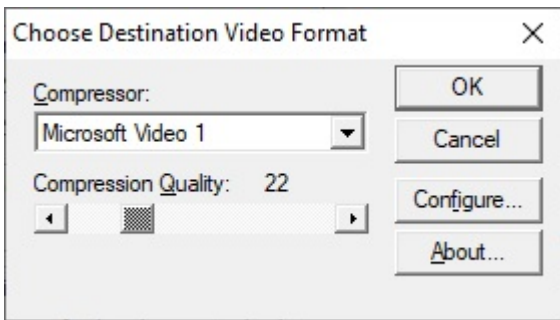 Choose Destination Video Format
Compressor:
Microsoft Video 1
Compression Quality: 22
OK
Cancel
Configure...
About...